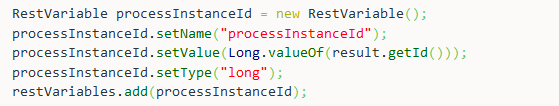 RestVariable processInstanceId = new RestVariable();
processInstanceId.setName("processInstanceId");
processInstanceId.setValue(Long.valueOf(result.getId()));
processInstanceId.setType("long");
restVariables.add(processInstanceId);